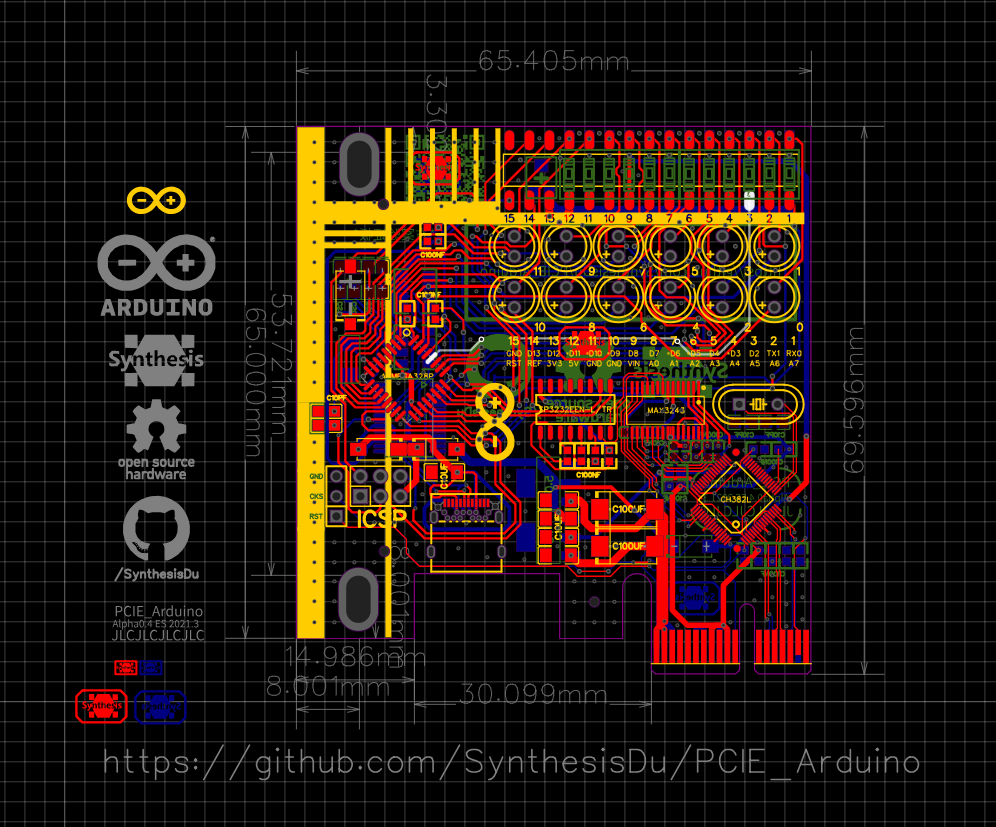 65.405mm
3.30
15 14 15 12 11 10 9 8 7 6 5 4 3 2 1
11 9 7 5 3 1
10 8 6 4 2 0
15 14 13 12 11 10 9 8 7 6 5 4 3 2 1
GND D13 D12 D11 D10 D9 D8 D7 D6 D5 D4 D3 D2 TX1 RX0
RST REF 3V3 5V GND GND VIN A0 A1 A2 A3 A4 A5 A6 A7
C100NF
ARDUINO
Synthesis
open source
hardware
/SynthesisDu
53.721mm
65.000mm
69.596mm
C10PF
SP3232EEN-L/TR
MAX3243
C100NF
C10UF
GND
CKS
RST
ICSP
C10UF
C100UF
C100UF
CH382L
PCIE_Arduino
Alpha0.4 ES 2021.3
JLCJLCJLCJLC
Synthesis
14.986mm
8.001mm
30.099mm
https://github.com/SynthesisDu/PCIE_Arduino